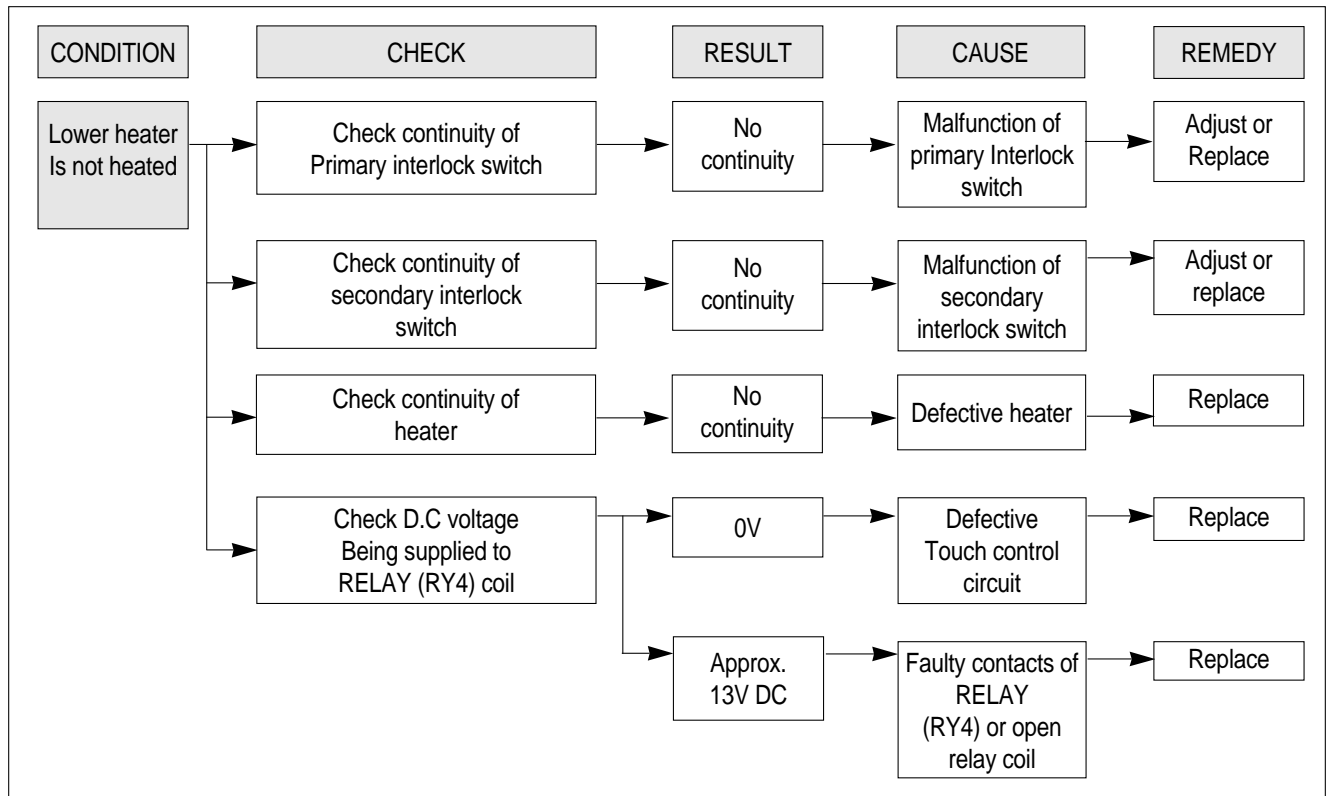 CONDITION
CHECK
RESULT
CAUSE
REMEDY
Lower heater
Is not heated
Check continuity of
Primary interlock switch
No
continuity
Malfunction of
primary Interlock
switch
Adjust or
Replace
Check continuity of
secondary interlock
switch
No
continuity
Malfunction of
secondary
interlock switch
Adjust or
replace
Check continuity of
heater
No
continuity
Defective heater
Replace
Check D.C voltage
Being supplied to
RELAY (RY4) coil
0V
Defective
Touch control
circuit
Replace
Approx.
13V DC
Faulty contacts of
RELAY
(RY4) or open
relay coil
Replace